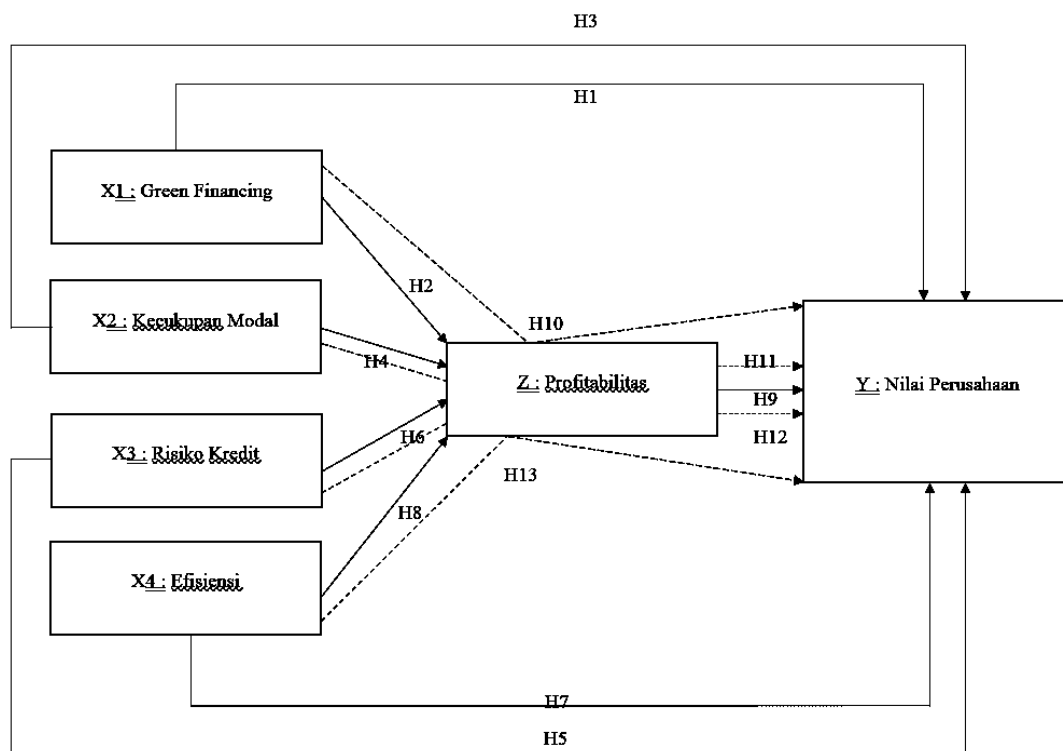 H3
H1
X1 : Green Financing
H2
X2 : Kecukupan Modal
H10
H4
H11
Z : Profitabilitas
Y : Nilai Perusahaan
H9
H6
H12
X3 : Risiko Kredit
H13
H8
X4 : Efisiensi
H7
H5